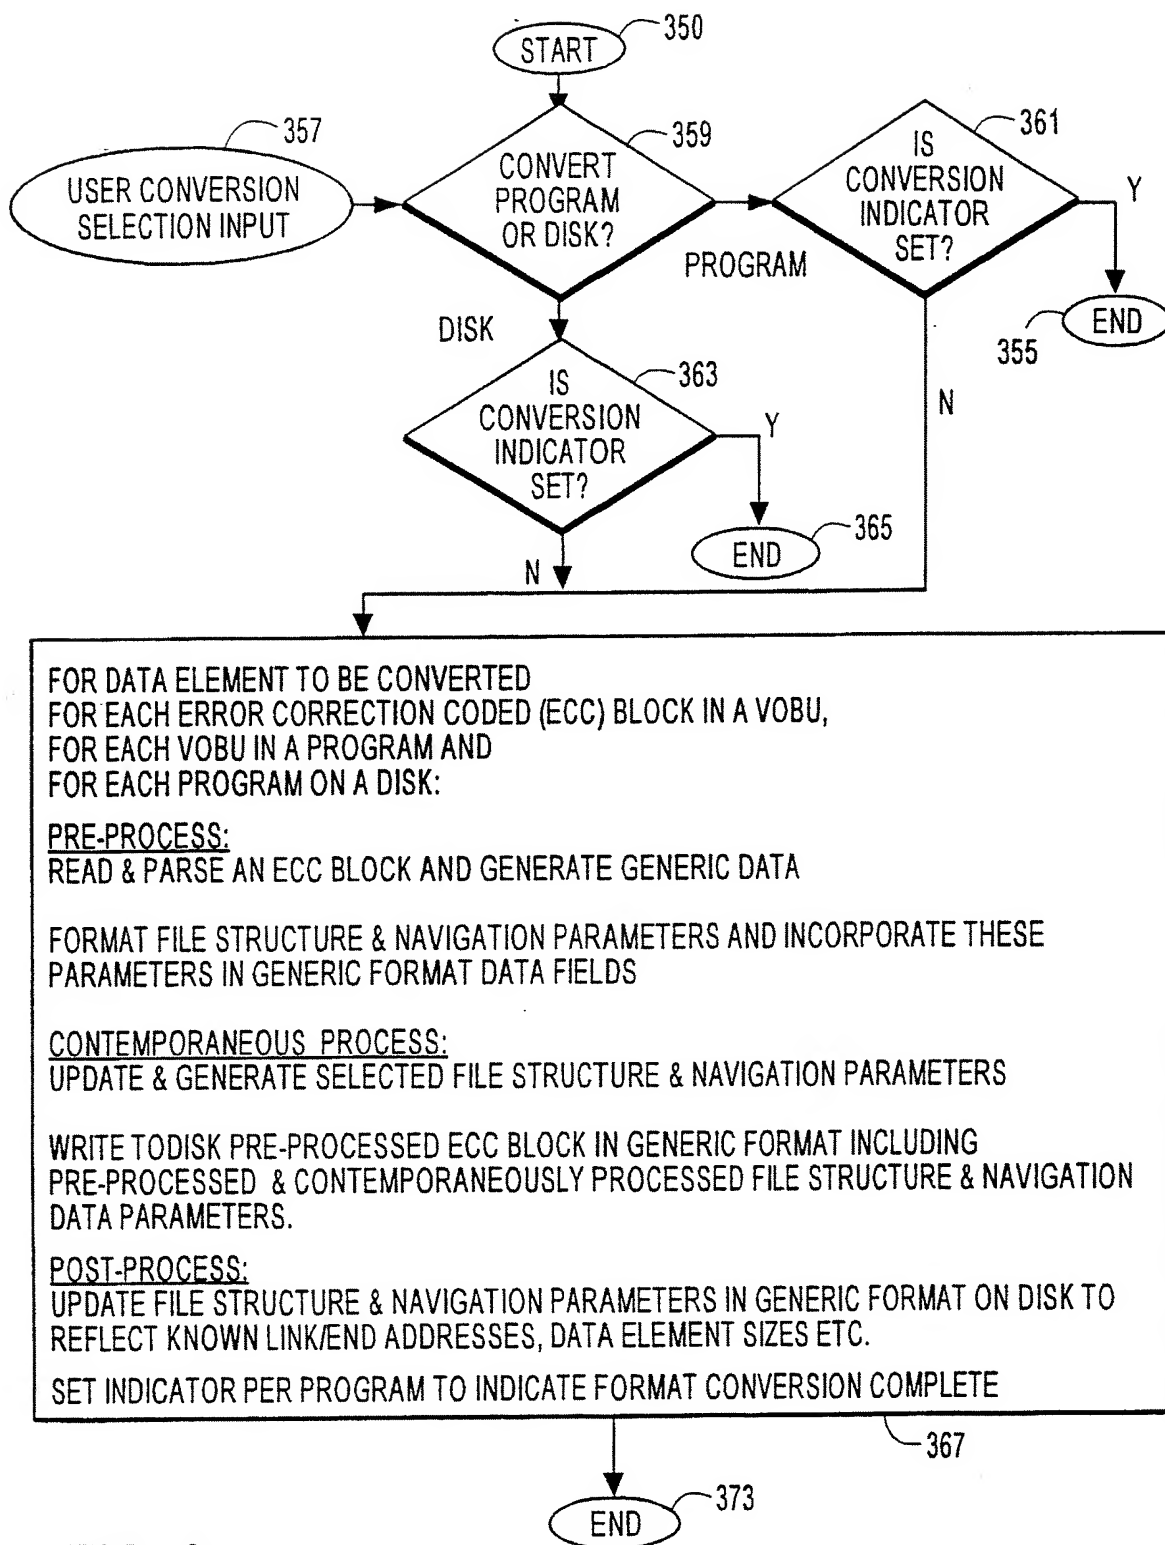 START
350
357
359
361
USER CONVERSION
SELECTION INPUT
CONVERT
PROGRAM
OR DISK?
IS
CONVERSION
INDICATOR
SET?
Y
PROGRAM
END
355
DISK
N
IS
CONVERSION
INDICATOR
SET?
363
Y
END
365
N
FOR DATA ELEMENT TO BE CONVERTED
FOR EACH ERROR CORRECTION CODED (ECC) BLOCK IN A VOBU,
FOR EACH VOBU IN A PROGRAM AND
FOR EACH PROGRAM ON A DISK:
PRE-PROCESS:
READ & PARSE AN ECC BLOCK AND GENERATE GENERIC DATA
FORMAT FILE STRUCTURE & NAVIGATION PARAMETERS AND INCORPORATE THESE
PARAMETERS IN GENERIC FORMAT DATA FIELDS
CONTEMPORANEOUS PROCESS:
UPDATE & GENERATE SELECTED FILE STRUCTURE & NAVIGATION PARAMETERS
WRITE TODISK PRE-PROCESSED ECC BLOCK IN GENERIC FORMAT INCLUDING
PRE-PROCESSED & CONTEMPORANEOUSLY PROCESSED FILE STRUCTURE & NAVIGATION
DATA PARAMETERS.
POST-PROCESS:
UPDATE FILE STRUCTURE & NAVIGATION PARAMETERS IN GENERIC FORMAT ON DISK TO
REFLECT KNOWN LINK/END ADDRESSES, DATA ELEMENT SIZES ETC.
SET INDICATOR PER PROGRAM TO INDICATE FORMAT CONVERSION COMPLETE
367
END
373